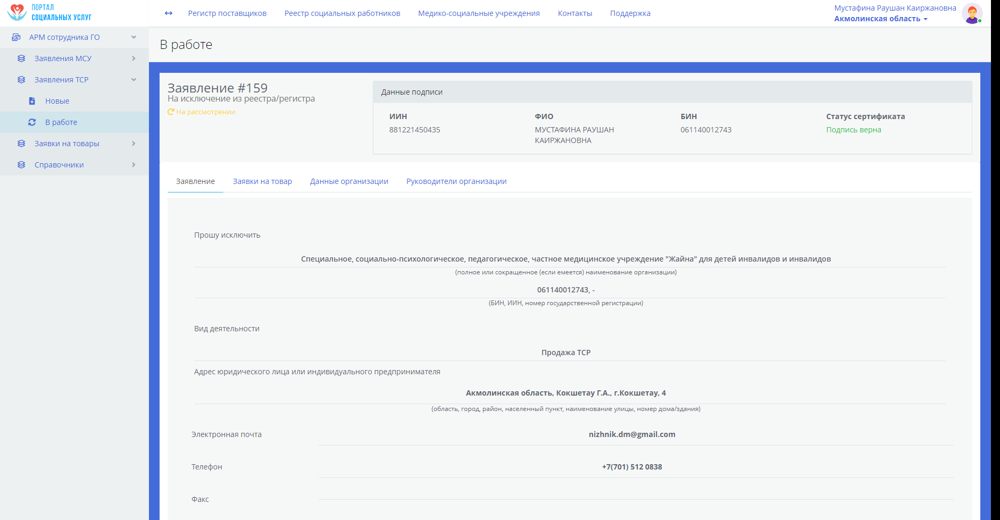 ПОРТАЛ
СОЦИАЛЬНЫХ УСЛУГ
Регистр поставщиков
Реестр социальных работников
Медико-социальные учреждения
Контакты
Поддержка
Мустафина Раушан Каиржановна
Акмолинская область
АРМ сотрудника ГО
Заявления МСУ
Заявления ТСР
Новые
В работе
Заявки на товары
Справочники
В работе
Заявление #159
На исключение из реестра/регистра
На рассмотрении
Данные подписи
ИИН
881221450435
ФИО
МУСТАФИНА РАУШАН
КАИРЖАНОВНА
БИН
061140012743
Статус сертификата
Подпись верна
Заявление
Заявки на товар
Данные организации
Руководители организации
Прошу исключить
Специальное, социально-психологическое, педагогическое, частное медицинское учреждение "Жайна" для детей инвалидов и инвалидов
(полное или сокращенное (если емеется) наименование организации)
061140012743, -
(БИН, ИИН, номер государственной регистрации)
Вид деятельности
Продажа ТСР
Адрес юридического лица или индивидуального предпринимателя
Акмолинская область, Кокшетау Г.А., г.Кокшетау, 4
(область, город, район, населенный пункт, наименование улицы, номер дома/здания)
Электронная почта
nizhnik.dm@gmail.com
Телефон
+7(701) 512 0838
Факс